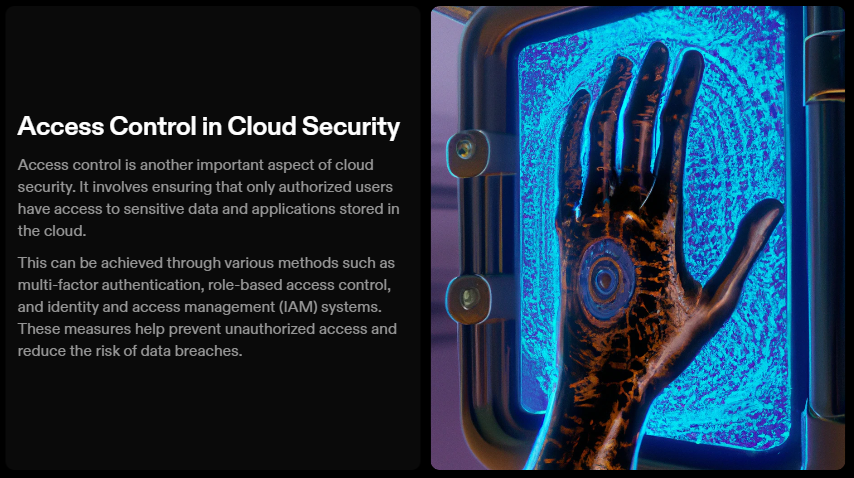 Access Control in Cloud Security
Access control is another important aspect of cloud
security. It involves ensuring that only authorized users
have access to sensitive data and applications stored in
the cloud.
This can be achieved through various methods such as
multi-factor authentication, role-based access control,
and identity and access management (IAM) systems.
These measures help prevent unauthorized access and
reduce the risk of data breaches.